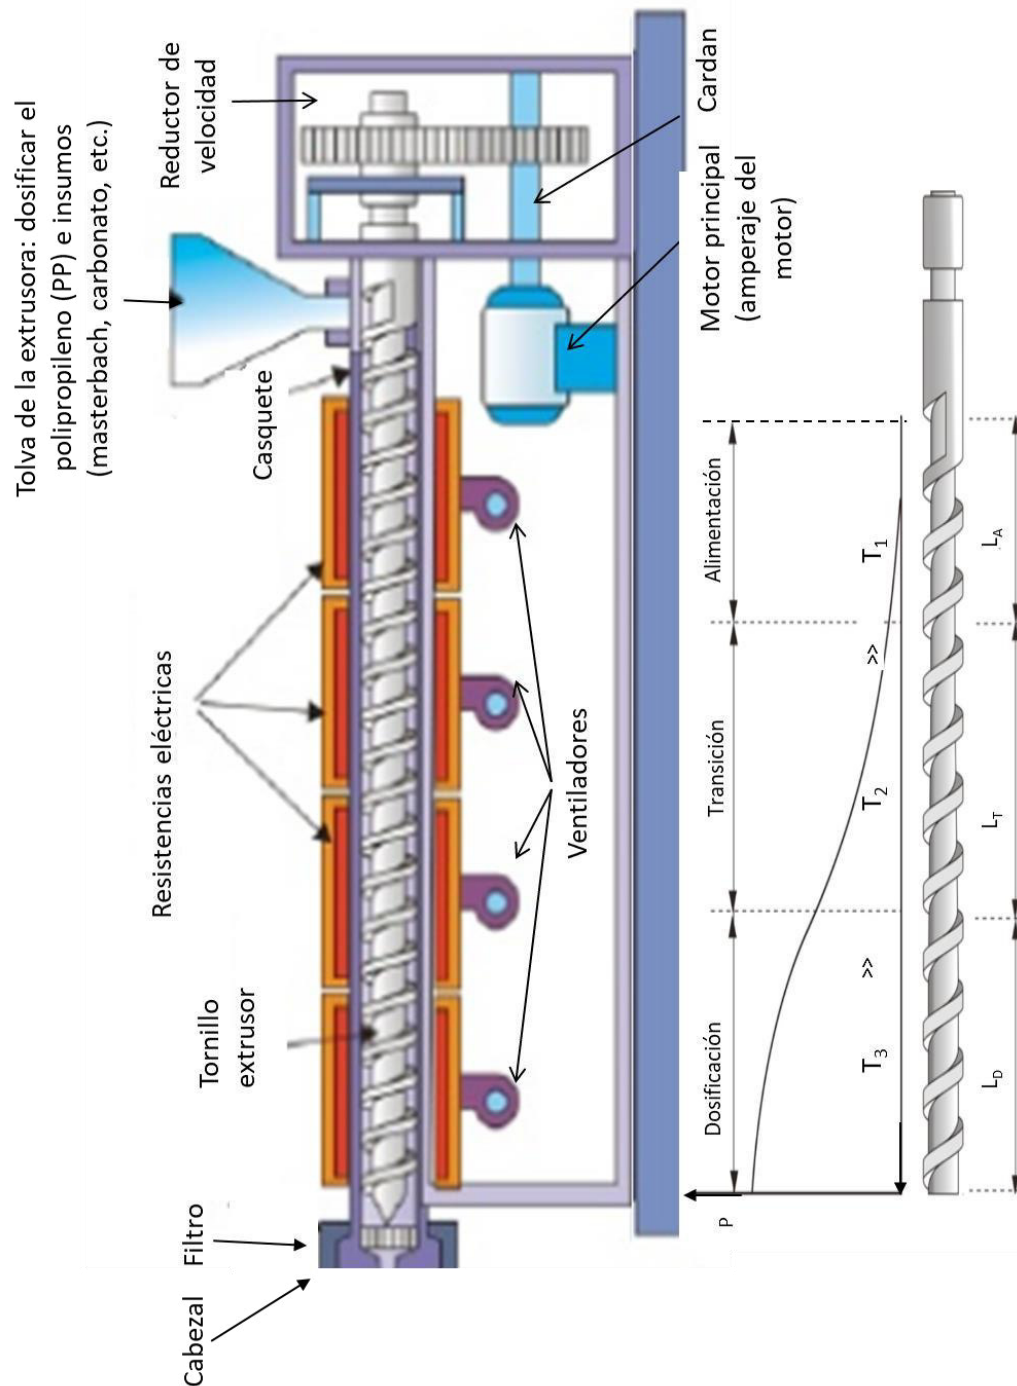 Tolva de la extrusora: dosificar el
polipropileno (PP) e insumos
(masterbach, carbonato, etc.)
Reductor de
velocidad
Cardan
Motor principal
(amperaje del
motor)
Casquete
Resistencias eléctricas
Ventiladores
Tornillo
extrusor
Filtro
Cabezal
P
Dosificación
Transición
Alimentación
T3
>>
T2
>>
T1
LD
LT
LA